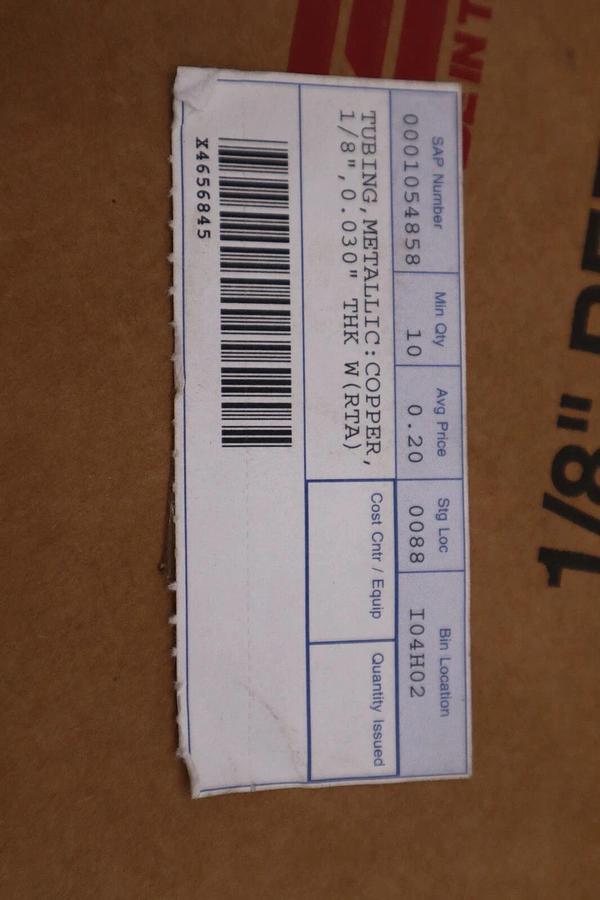 SAP Number
Min Qty
Avg Price
Stg Loc
Bin Location
0001054858
10
0.20
0088
I04H02
TUBING,METALLIC:COPPER,
1/8",0.030" THK W(RTA)
Cost Cntr / Equip
Quantity Issued
X4656845
1/8"